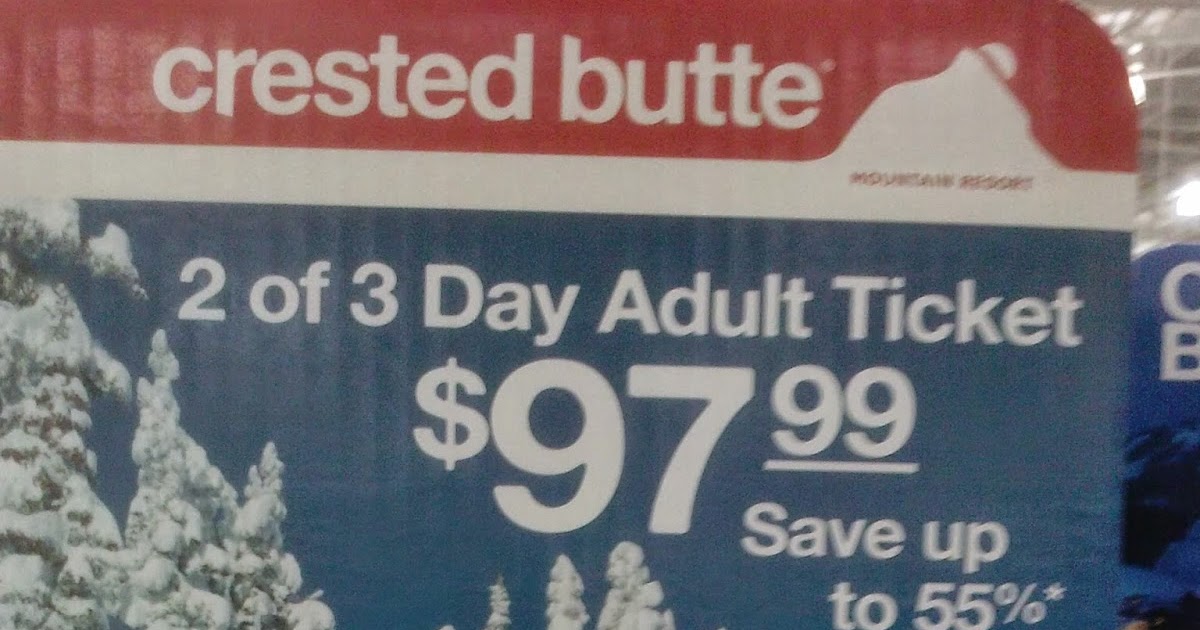 crested butte
MOUNTAIN RESORT
2 of 3 Day Adult Ticket
$97 99
Save up
to 55%*